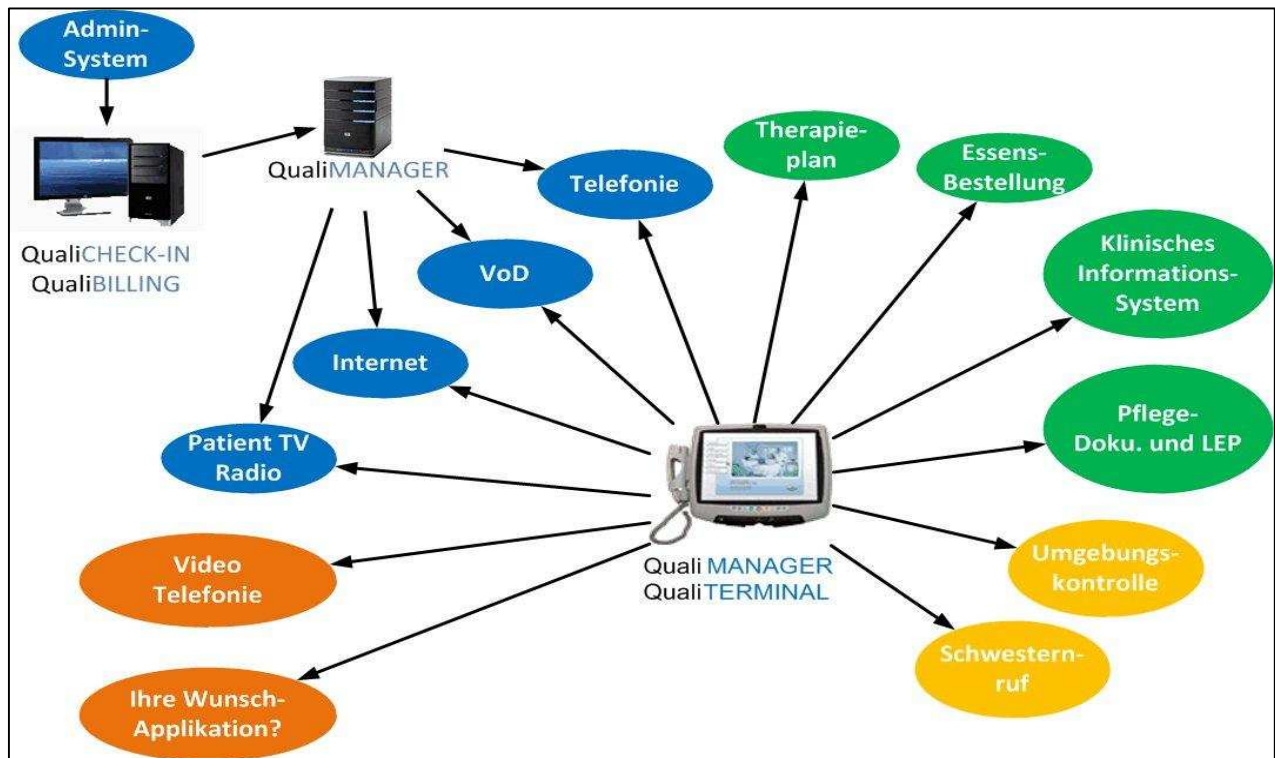 Admin-
System
QualiCHECK-IN
QualiBILLING
QualiMANAGER
Telefonie
VoD
Internet
Patient TV
Radio
Video
Telefonie
Ihre Wunsch-
Applikation?
Therapie-
plan
Essens-
Bestellung
Klinisches
Informations-
System
Pflege-
Doku. und LEP
Umgebungs-
kontrolle
Schwestern-
ruf
Quali MANAGER
Quali TERMINAL